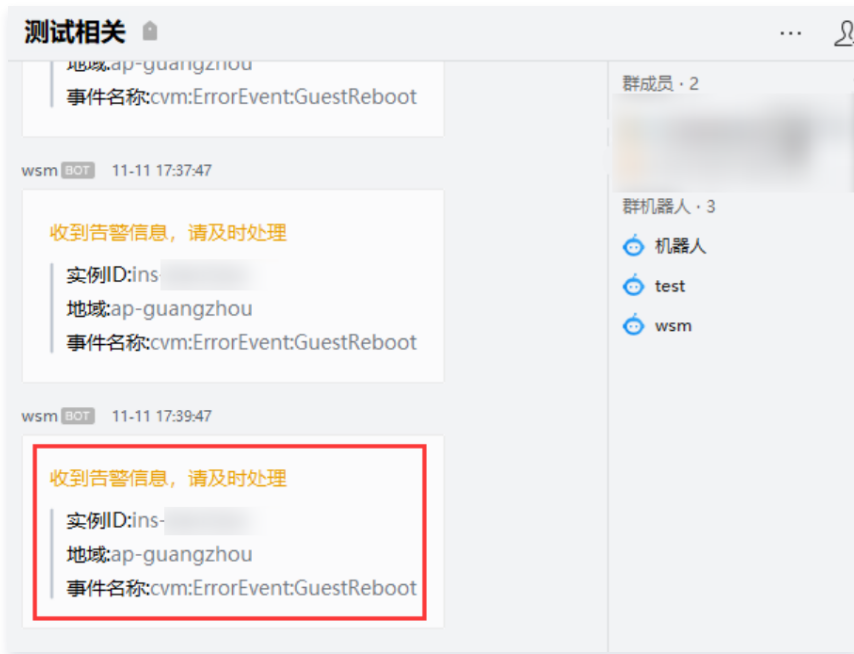 测试相关
···
地域:ap-guangzhou
事件名称:cvm:ErrorEvent:GuestReboot
wsm BOT 11-11 17:37:47
收到告警信息，请及时处理
实例ID:ins-
地域:ap-guangzhou
事件名称:cvm:ErrorEvent:GuestReboot
wsm BOT 11-11 17:39:47
收到告警信息，请及时处理
实例ID:ins-
地域:ap-guangzhou
事件名称:cvm:ErrorEvent:GuestReboot
群成员 · 2
群机器人 · 3
机器人
test
wsm